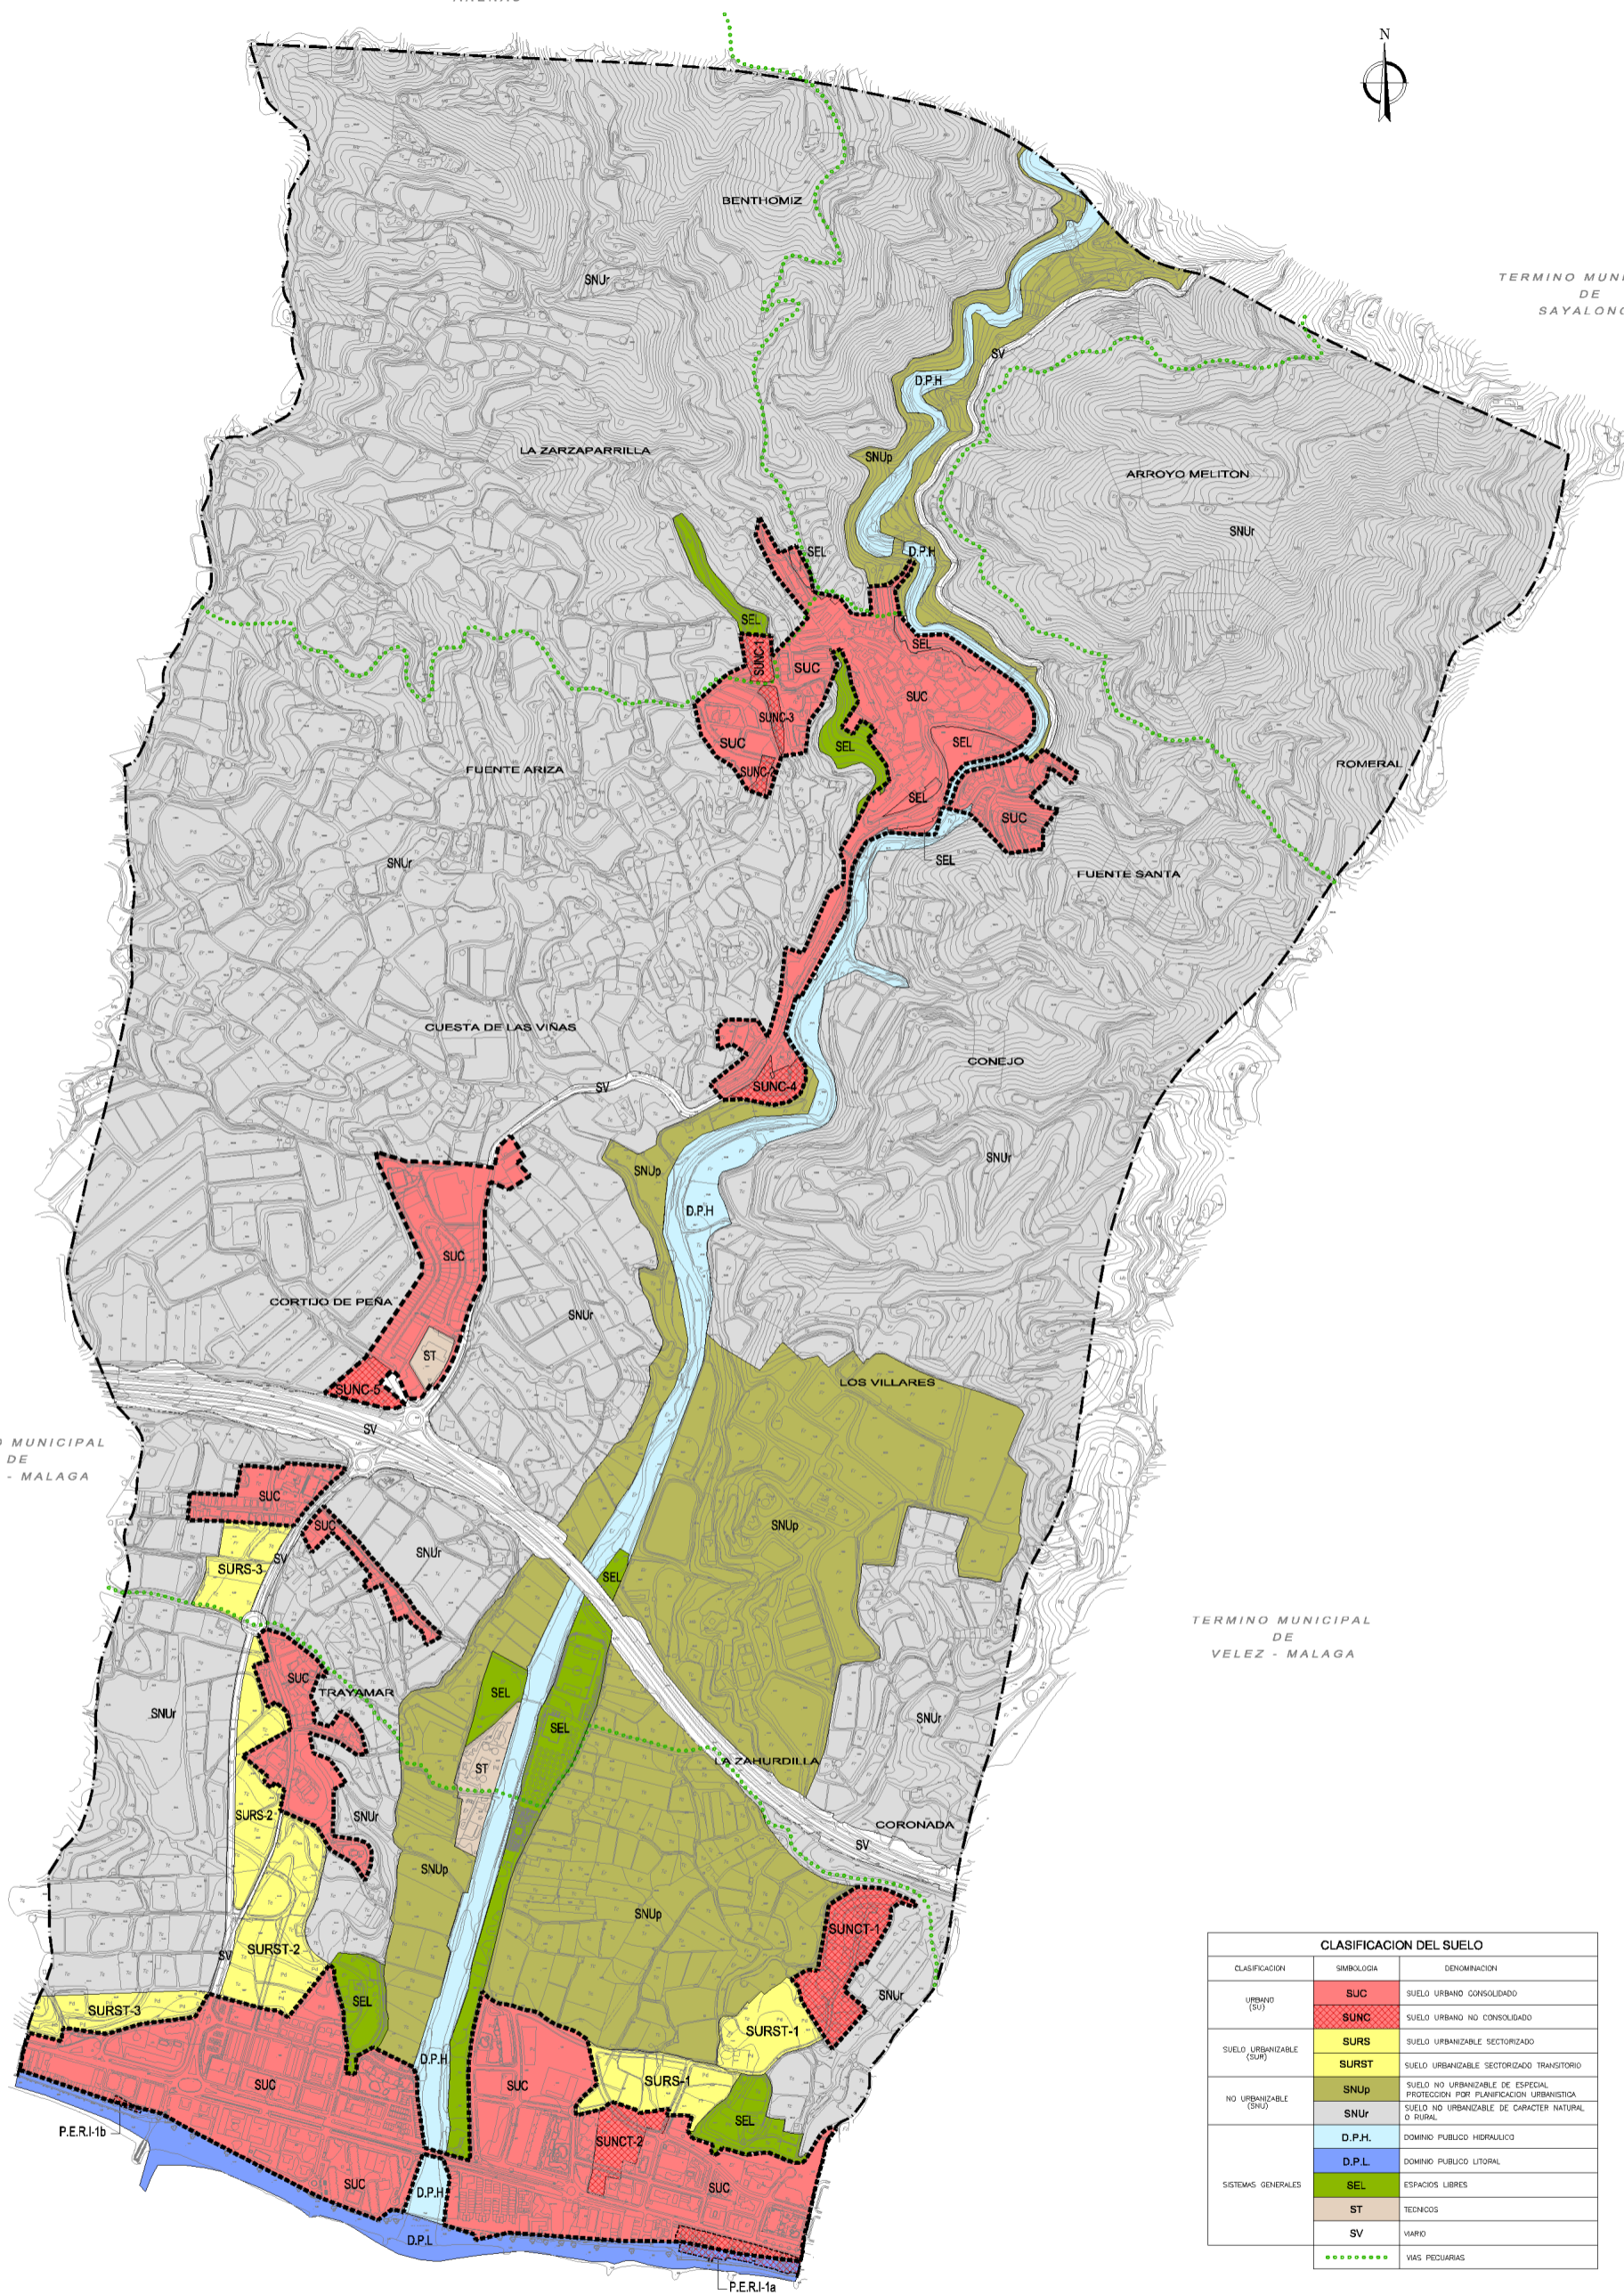 N
BENTHOMIZ
SNUr
DE
SV
D.P.H
LA ZARZAPARRILLA
SNUp
ARROYO MELITON
SNUr
SEL
D.P.H
SEL
SUNC-1
SEL
SUC
SUC
SUNC-3
SUC
SEL
SEL
FUENTE ARIZA
SUNC-
ROMERAL
SEL
SUC
SNUr
SEL
FUENTE SANTA
CUESTA DE LAS VIÑAS
CONEJO
SV
SUNC-4
SNUr
SNUp
D.P.H
SUC
CORTIJO DE PEÑA
SNUr
ST
LOS VILLARES
SUNC-5
SV
MUNICIPAL
DE
- MALAGA
SUC
SUC
SNUp
SNUr
SV
SURS-3
SEL
TERMINO MUNICIPAL
DE
VELEZ - MALAGA
SUC
TRAYAMAR
SEL
SNUr
SEL
SNUr
LA ZAHURDILLA
ST
SURS-2
SNUr
CORONADA
SV
SNUp
SNUp
SUNCT-1
SURST-2
SV
SNUr
SEL
SURST-3
SURST-1
D.P.H
SURS-1
SUC
SUC
SEL
P.E.R.I-1b
SUNCT-2
SUC
D.P.H
SUC
D.P.L
P.E.R.I-1a
CLASIFICACION DEL SUELO
CLASIFICACION SIMBOLOGIA DENOMINACION
URBANO
(SU)
SUC SUELO URBANO CONSOLIDADO
SUNC SUELO URBANO NO CONSOLIDADO
SUELO URBANIZABLE
(SUR)
SURS SUELO URBANIZABLE SECTORIZADO
SURST SUELO URBANIZABLE SECTORIZADO TRANSITORIO
NO URBANIZABLE
(SNU)
SNUp SUELO NO URBANIZABLE DE ESPECIAL
PROTECCION POR PLANIFICACION URBANISTICA
SNUr SUELO NO URBANIZABLE DE CARACTER NATURAL
O RURAL
SISTEMAS GENERALES
D.P.H. DOMINIO PUBLICO HIDRAULICO
D.P.L. DOMINIO PUBLICO LITORAL
SEL ESPACIOS LIBRES
ST TECNICOS
SV VIARIO
VIAS PECUARIAS